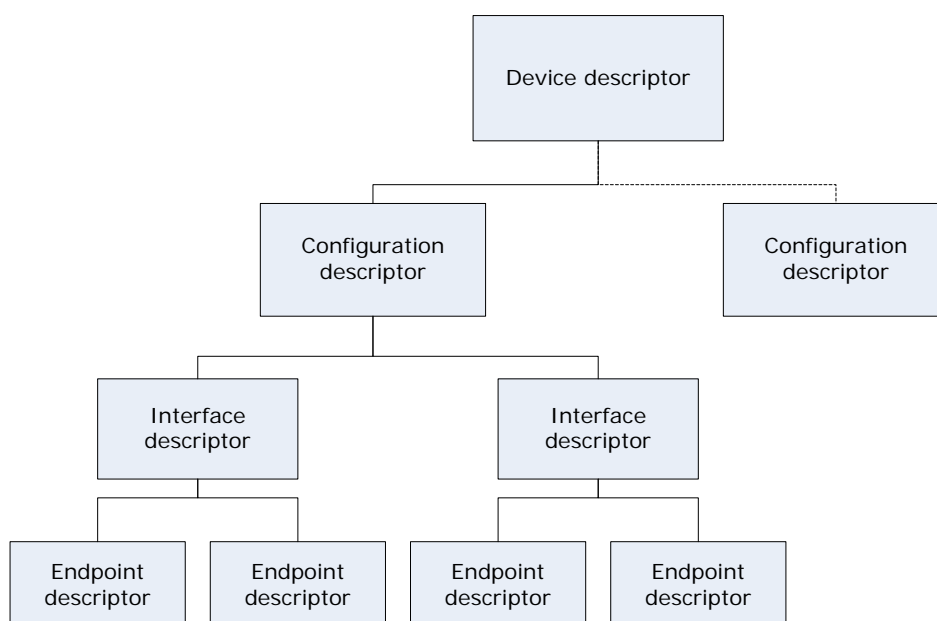 Device descriptor
Configuration
descriptor
Configuration
descriptor
Interface
descriptor
Interface
descriptor
Endpoint
descriptor
Endpoint
descriptor
Endpoint
descriptor
Endpoint
descriptor